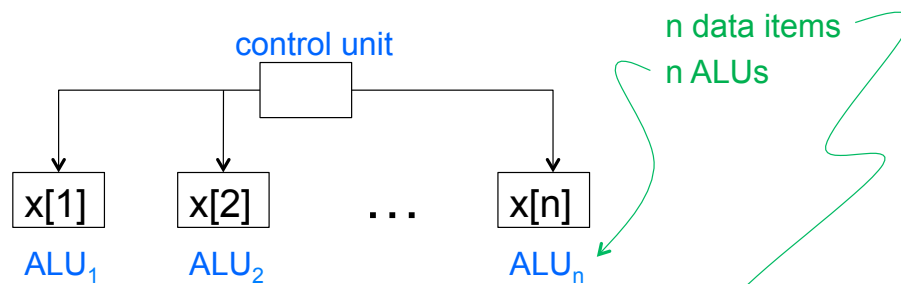 control unit
n data items
n ALUs
x[1] x[2] ... x[n]
ALU₁ ALU₂ ALUₙ